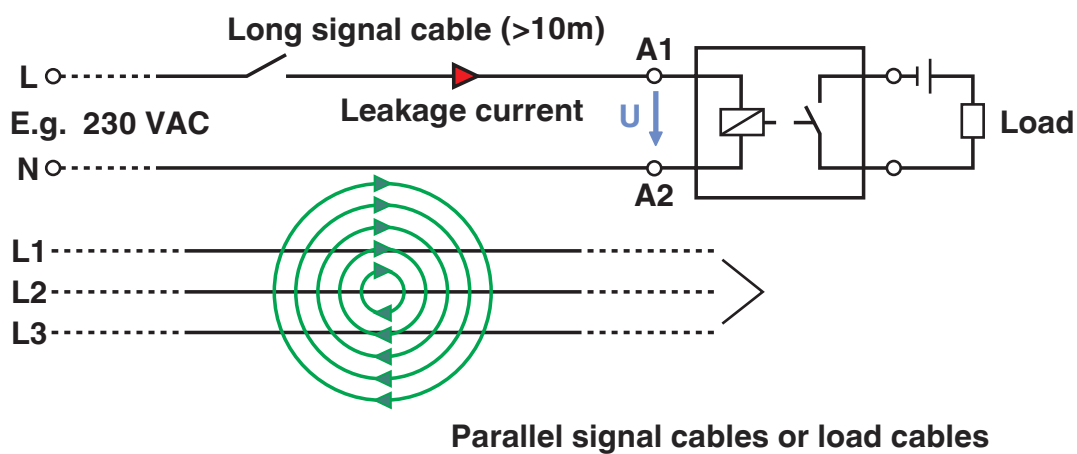 Long signal cable (>10m)
A1
L
Leakage current
U
E.g. 230 VAC
Load
N
A2
L1
L2
L3
Parallel signal cables or load cables